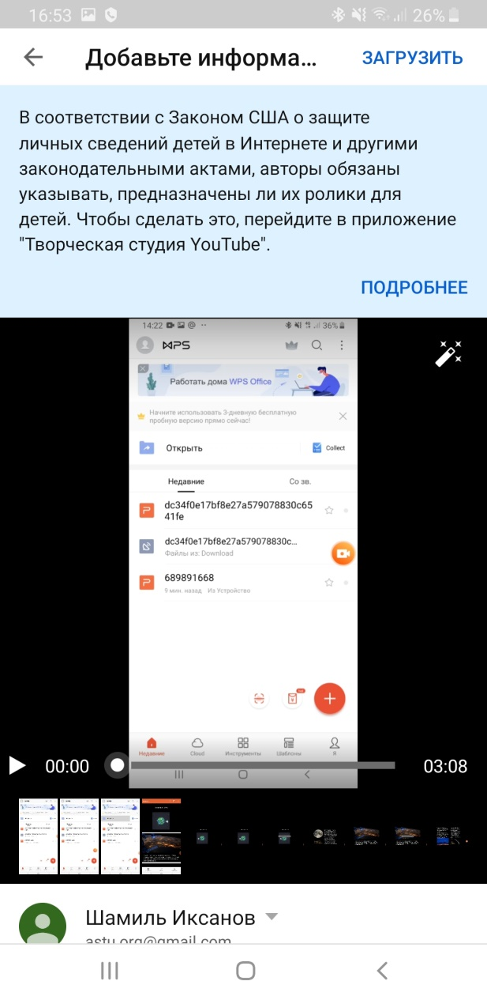 16:53 26%
Добавьте информа... ЗАГРУЗИТЬ
В соответствии с Законом США о защите
личных сведений детей в Интернете и другими
законодательными актами, авторы обязаны
указывать, предназначены ли их ролики для
детей. Чтобы сделать это, перейдите в приложение
"Творческая студия YouTube".
ПОДРОБНЕЕ
14:22 36%
WPS
Работать дома WPS Office
Начните использовать 3-дневную бесплатную
пробную версию прямо сейчас!
Открыть Collect
Недавние Со зв.
dc34f0e17bf8e27a579078830c65
41fe
dc34f0e17bf8e27a579078830c...
Файлы из: Download
689891668
9 мин. назад Из Устройство
Недавние Cloud Инструменты Шаблоны Я
00:00 03:08
Шамиль Иксанов
astu.org@gmail.com